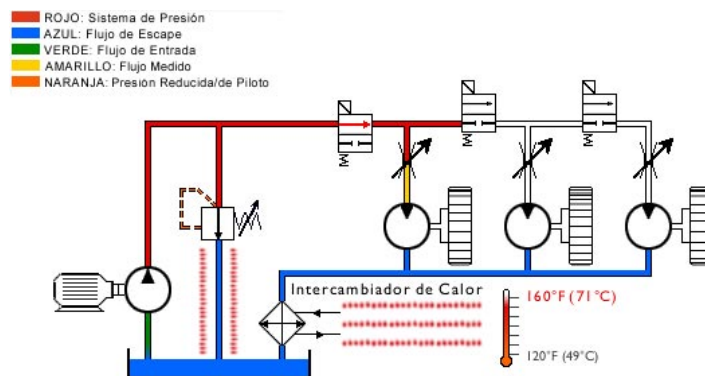 ROJO: Sistema de Presión
AZUL: Flujo de Escape
VERDE: Flujo de Entrada
AMARILLO: Flujo Medido
NARANJA: Presión Reducida/de Piloto
Intercambiador de Calor
160°F (71°C)
120°F (49°C)